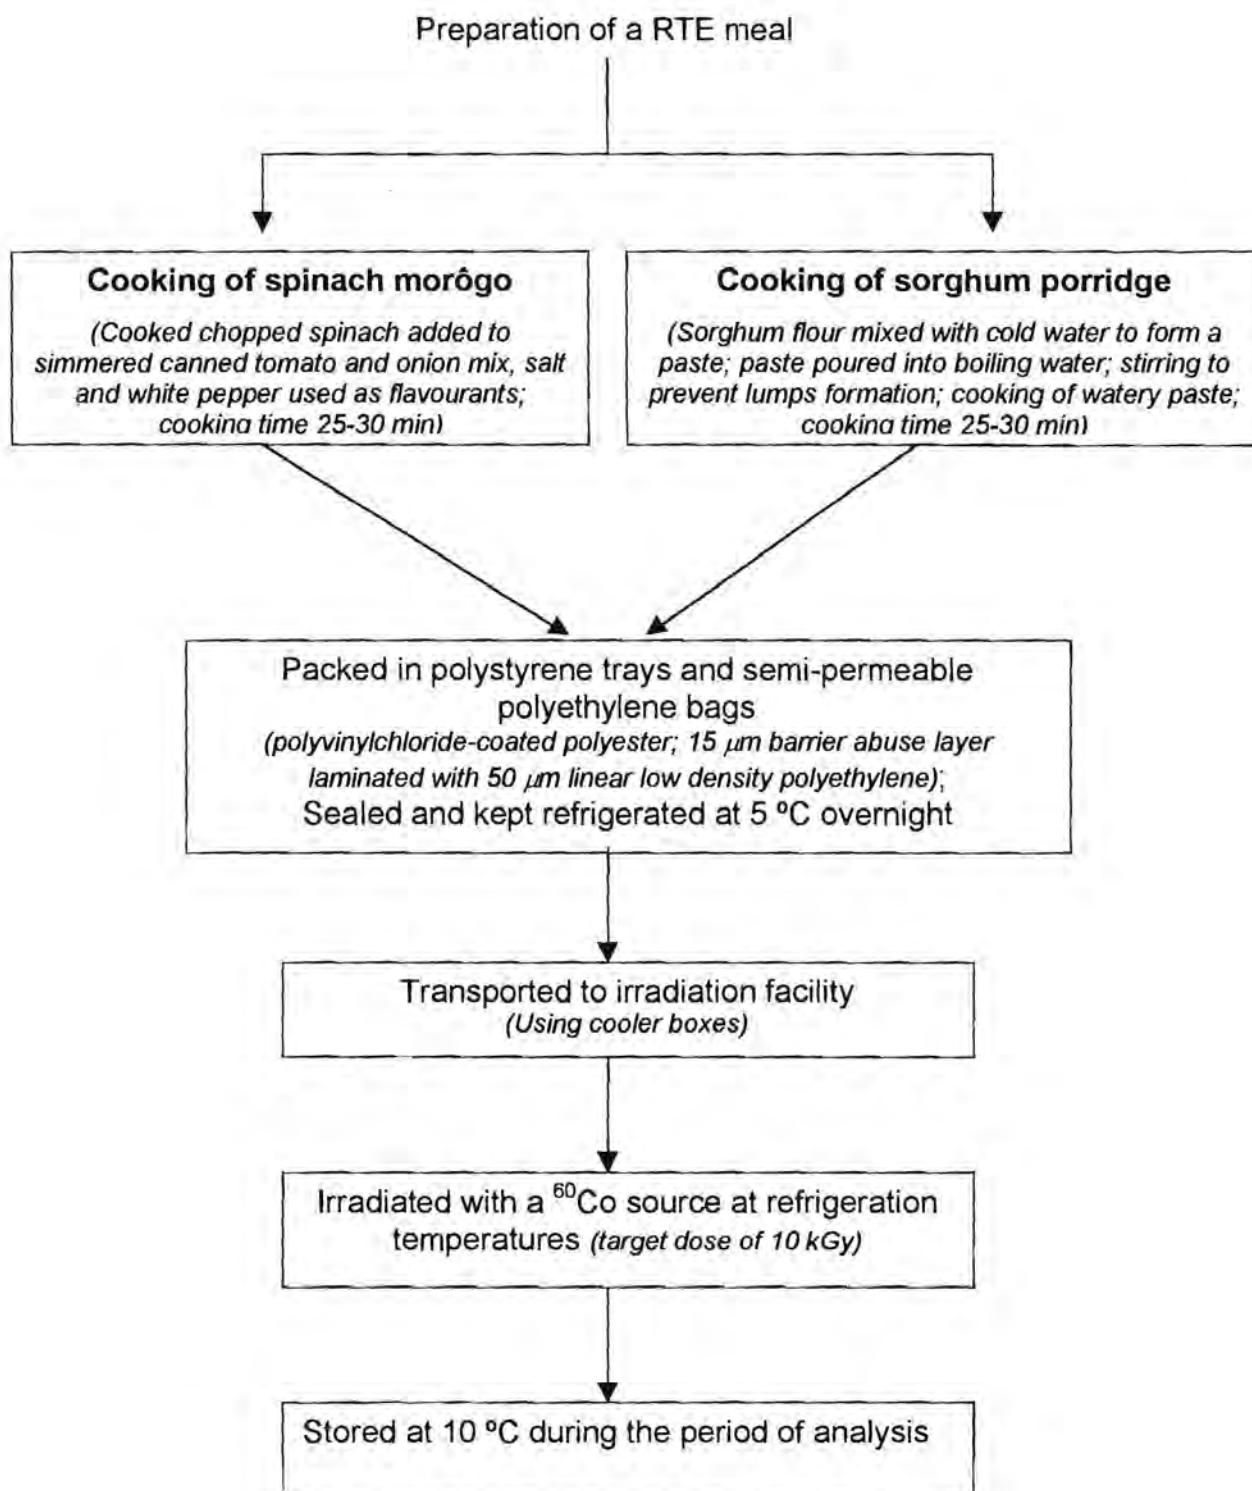 Preparation of a RTE meal
Cooking of spinach morôgo
(Cooked chopped spinach added to
simmered canned tomato and onion mix, salt
and white pepper used as flavourants;
cooking time 25-30 min)
Cooking of sorghum porridge
(Sorghum flour mixed with cold water to form a
paste; paste poured into boiling water; stirring to
prevent lumps formation; cooking of watery paste;
cooking time 25-30 min)
Packed in polystyrene trays and semi-permeable
polyethylene bags
(polyvinylchloride-coated polyester; 15 μm barrier abuse layer
laminated with 50 μm linear low density polyethylene);
Sealed and kept refrigerated at 5 ºC overnight
Transported to irradiation facility
(Using cooler boxes)
Irradiated with a ⁶⁰Co source at refrigeration
temperatures (target dose of 10 kGy)
Stored at 10 ºC during the period of analysis